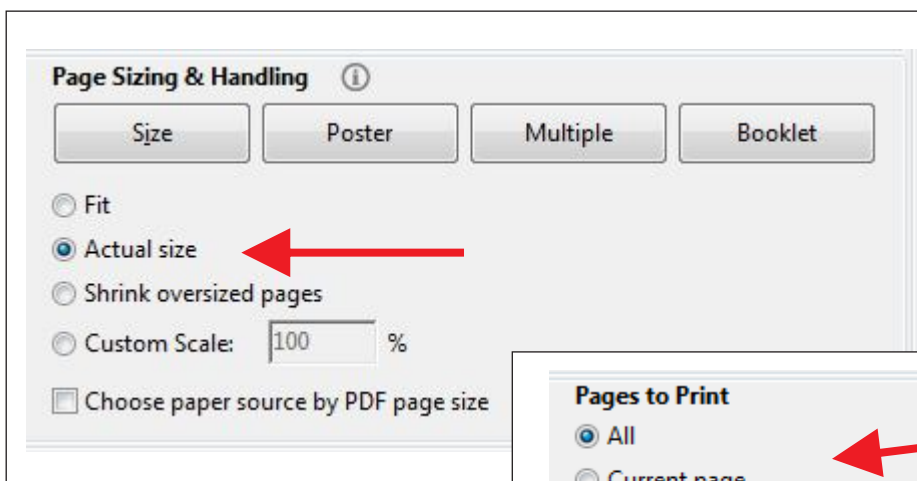 Page Sizing & Handling
Size Poster Multiple Booklet
Fit
Actual size
Shrink oversized pages
Custom Scale: 100 %
Choose paper source by PDF page size
Pages to Print
All
Current page